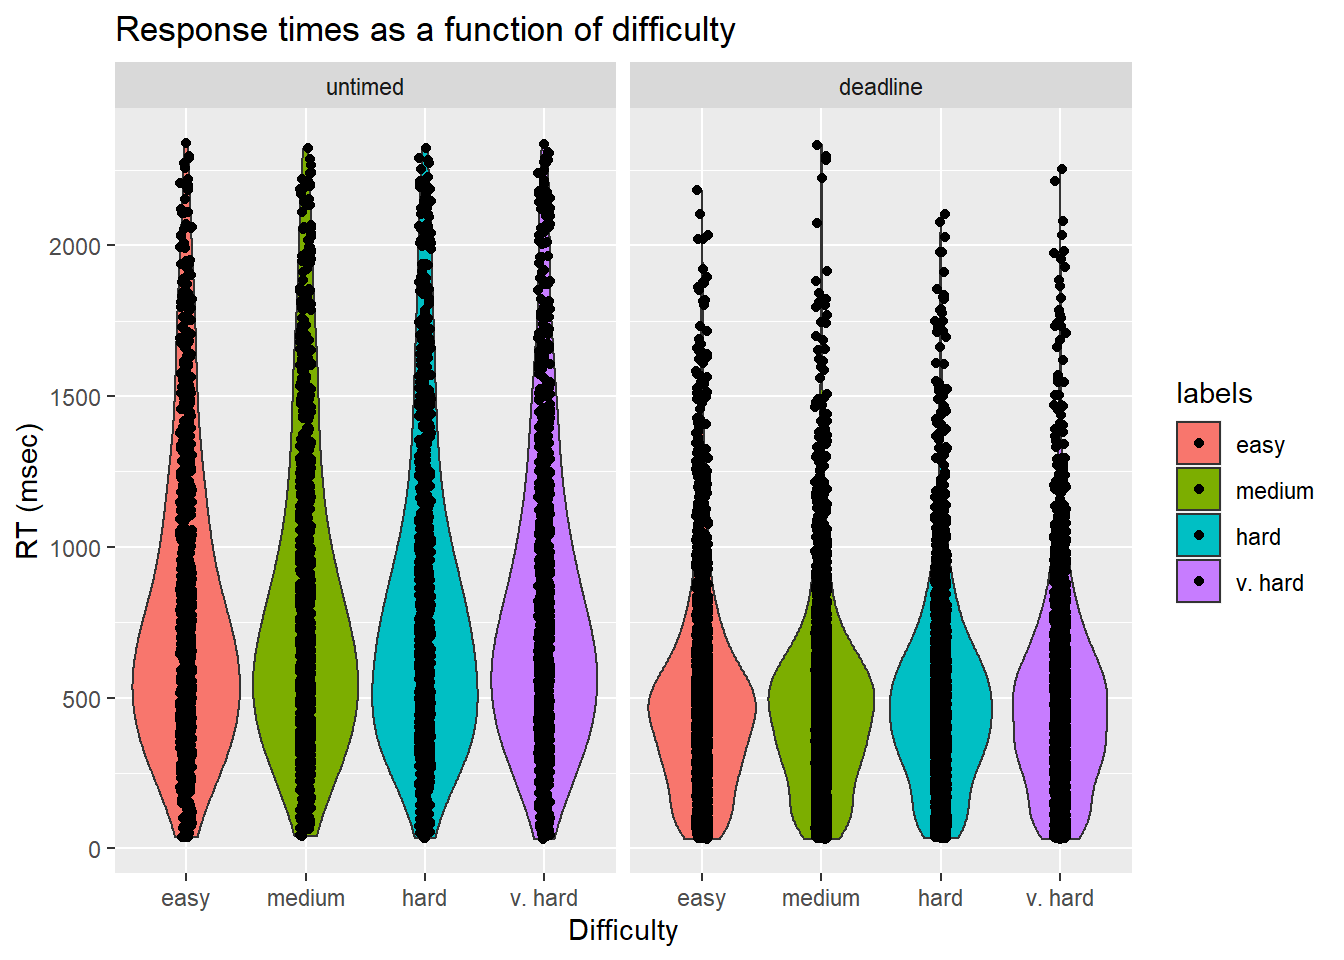 Response times as a function of difficulty
untimed
deadline
2000
1500
1000
500
0
RT (msec)
easy
medium
hard
v. hard
easy
medium
hard
v. hard
Difficulty
labels
easy
medium
hard
v. hard